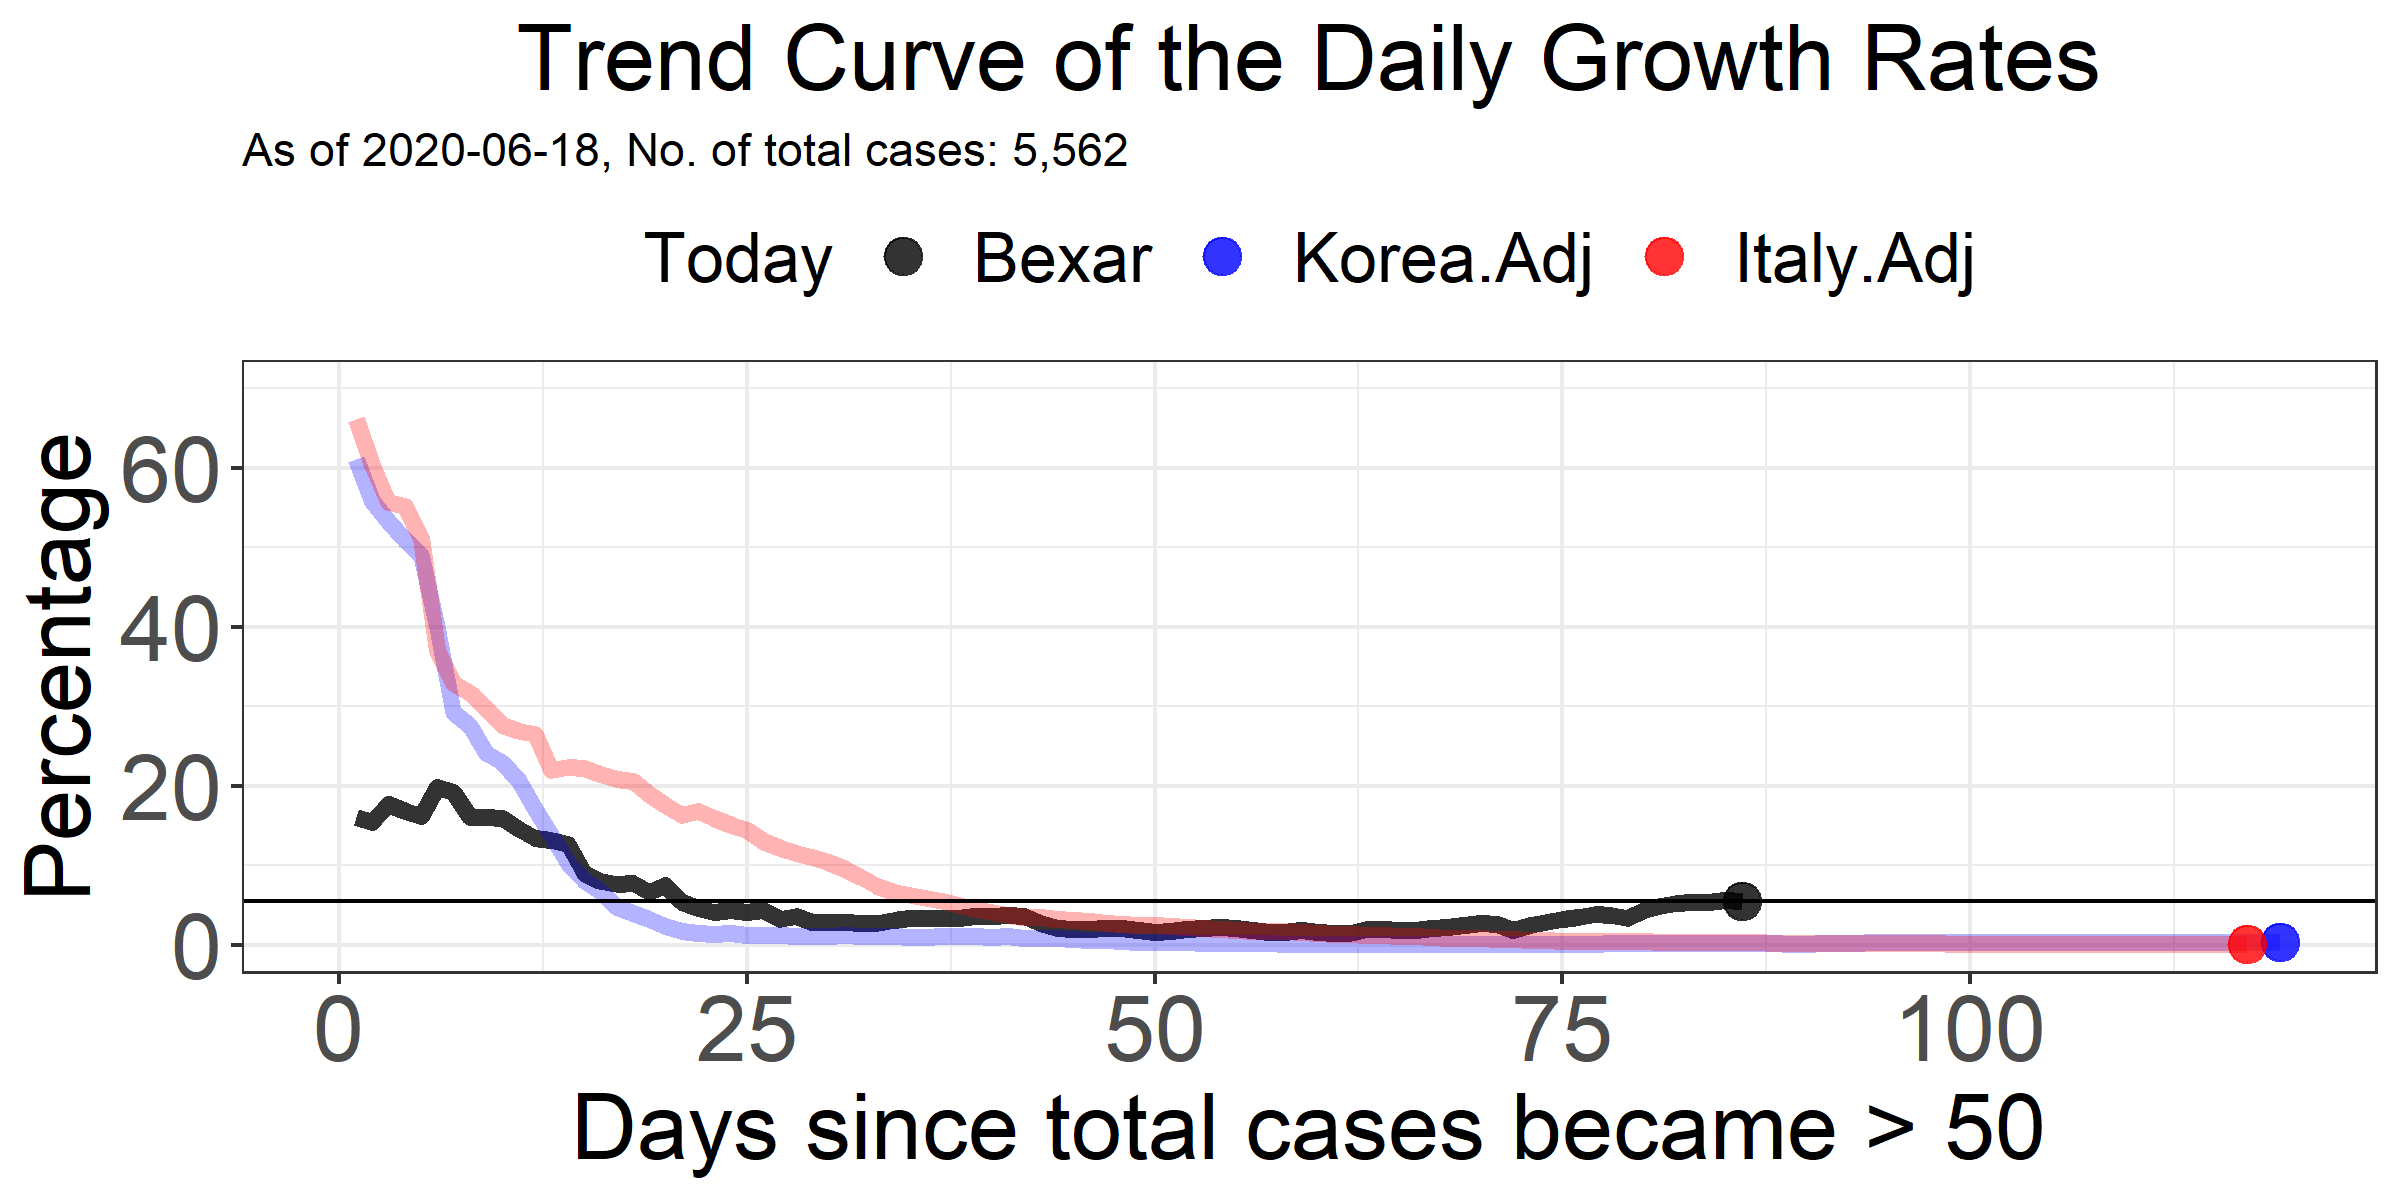 Trend Curve of the Daily Growth Rates
As of 2020-06-18, No. of total cases: 5,562
Today Bexar Korea.Adj Italy.Adj
Percentage
60
40
20
0
0 25 50 75 100
Days since total cases became > 50